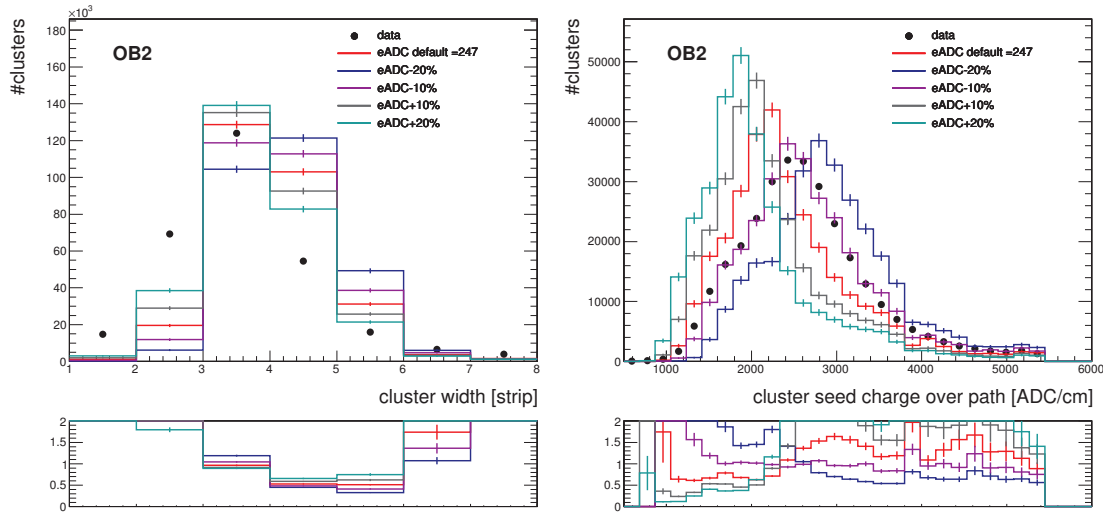 ×10³
180
160
140
120
100
80
60
40
20
0
#clusters
OB2
data
eADC default =247
eADC-20%
eADC-10%
eADC+10%
eADC+20%
1 2 3 4 5 6 7 8
cluster width [strip]
2
1.5
1
0.5
0
50000
40000
30000
20000
10000
0
#clusters
OB2
data
eADC default =247
eADC-20%
eADC-10%
eADC+10%
eADC+20%
1000 2000 3000 4000 5000 6000
cluster seed charge over path [ADC/cm]
2
1.5
1
0.5
0